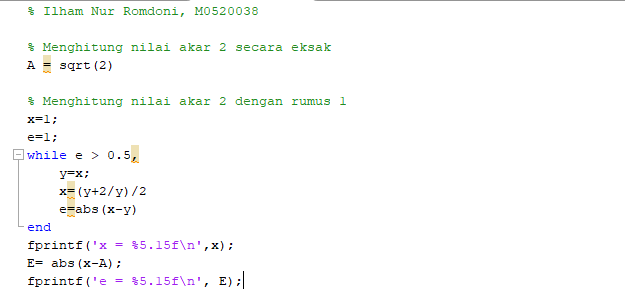 % Ilham Nur Romdoni, M0520038
% Menghitung nilai akar 2 secara eksak
A = sqrt(2)
% Menghitung nilai akar 2 dengan rumus 1
x=1;
e=1;
while e > 0.5,
y=x;
x=(y+2/y)/2
e=abs(x-y)
end
fprintf('x = %5.15f\n',x);
E= abs(x-A);
fprintf('e = %5.15f\n', E);